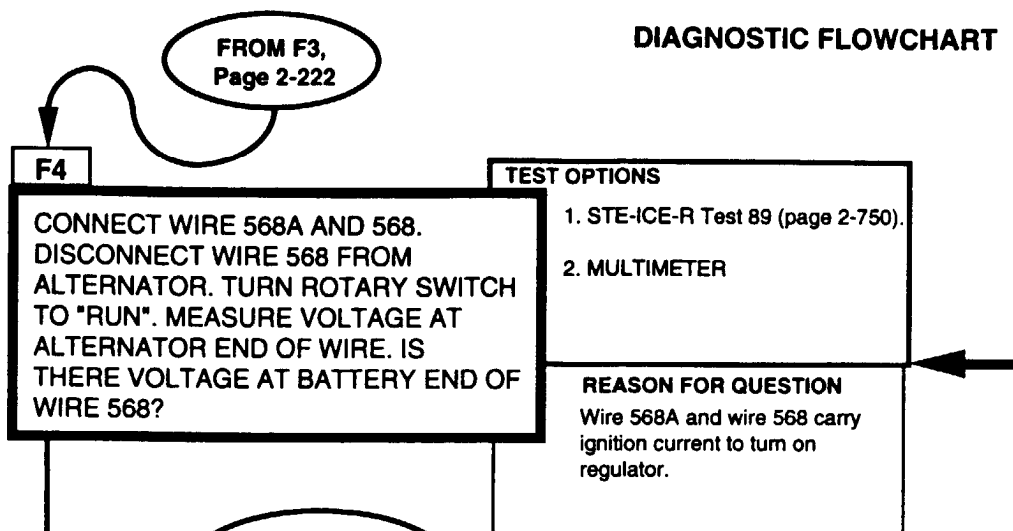 DIAGNOSTIC FLOWCHART
FROM F3,
Page 2-222
F4
CONNECT WIRE 568A AND 568.
DISCONNECT WIRE 568 FROM
ALTERNATOR. TURN ROTARY SWITCH
TO "RUN". MEASURE VOLTAGE AT
ALTERNATOR END OF WIRE. IS
THERE VOLTAGE AT BATTERY END OF
WIRE 568?
TEST OPTIONS
1. STE-ICE-R Test 89 (page 2-750).
2. MULTIMETER
REASON FOR QUESTION
Wire 568A and wire 568 carry
ignition current to turn on
regulator.